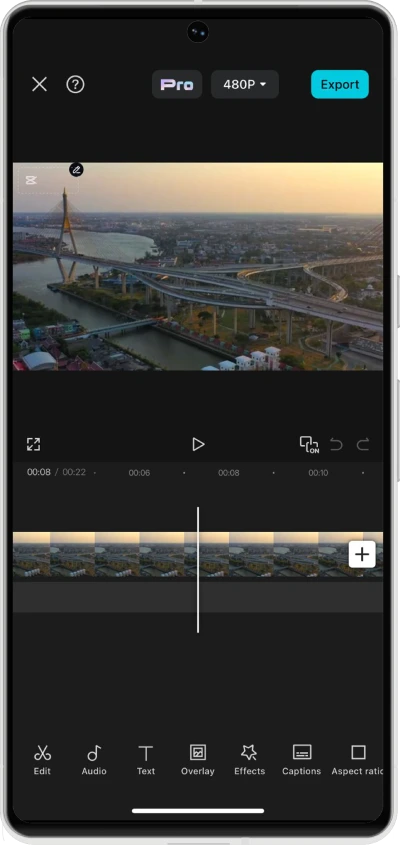 Pro 480P Export
ON
00:08 / 00:22 00:06 00:08 00:10
Edit Audio Text Overlay Effects Captions Aspect ratio